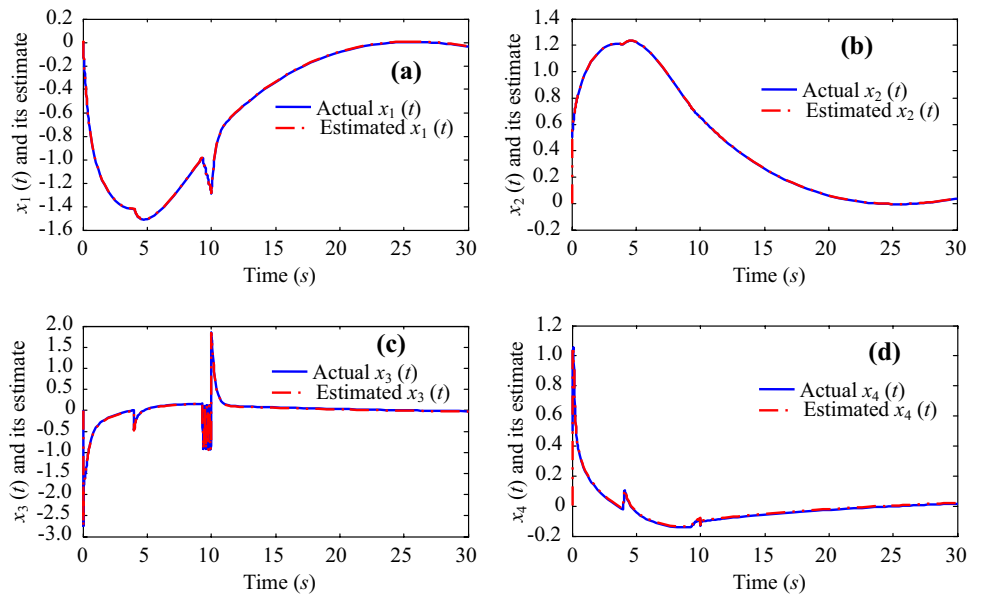 x1 (t) and its estimate
0.2
0
-0.2
-0.4
-0.6
-0.8
-1.0
-1.2
-1.4
-1.6
0 5 10 15 20 25 30
Time (s)
(a)
Actual x1 (t)
Estimated x1 (t)
x2 (t) and its estimate
1.4
1.2
1.0
0.8
0.6
0.4
0.2
0
-0.2
0 5 10 15 20 25 30
Time (s)
(b)
Actual x2 (t)
Estimated x2 (t)
x3 (t) and its estimate
2.0
1.5
1.0
0.5
0
-0.5
-1.0
-1.5
-2.0
-2.5
-3.0
0 5 10 15 20 25 30
Time (s)
(c)
Actual x3 (t)
Estimated x3 (t)
x4 (t) and its estimate
1.2
1.0
0.8
0.6
0.4
0.2
0
-0.2
0 5 10 15 20 25 30
Time (s)
(d)
Actual x4 (t)
Estimated x4 (t)